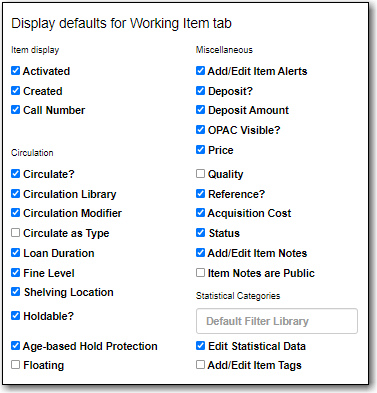 Display defaults for Working Item tab
Item display
Activated
Created
Call Number
Circulation
Circulate?
Circulation Library
Circulation Modifier
Circulate as Type
Loan Duration
Fine Level
Shelving Location
Holdable?
Age-based Hold Protection
Floating
Miscellaneous
Add/Edit Item Alerts
Deposit?
Deposit Amount
OPAC Visible?
Price
Quality
Reference?
Acquisition Cost
Status
Add/Edit Item Notes
Item Notes are Public
Statistical Categories
Default Filter Library
Edit Statistical Data
Add/Edit Item Tags